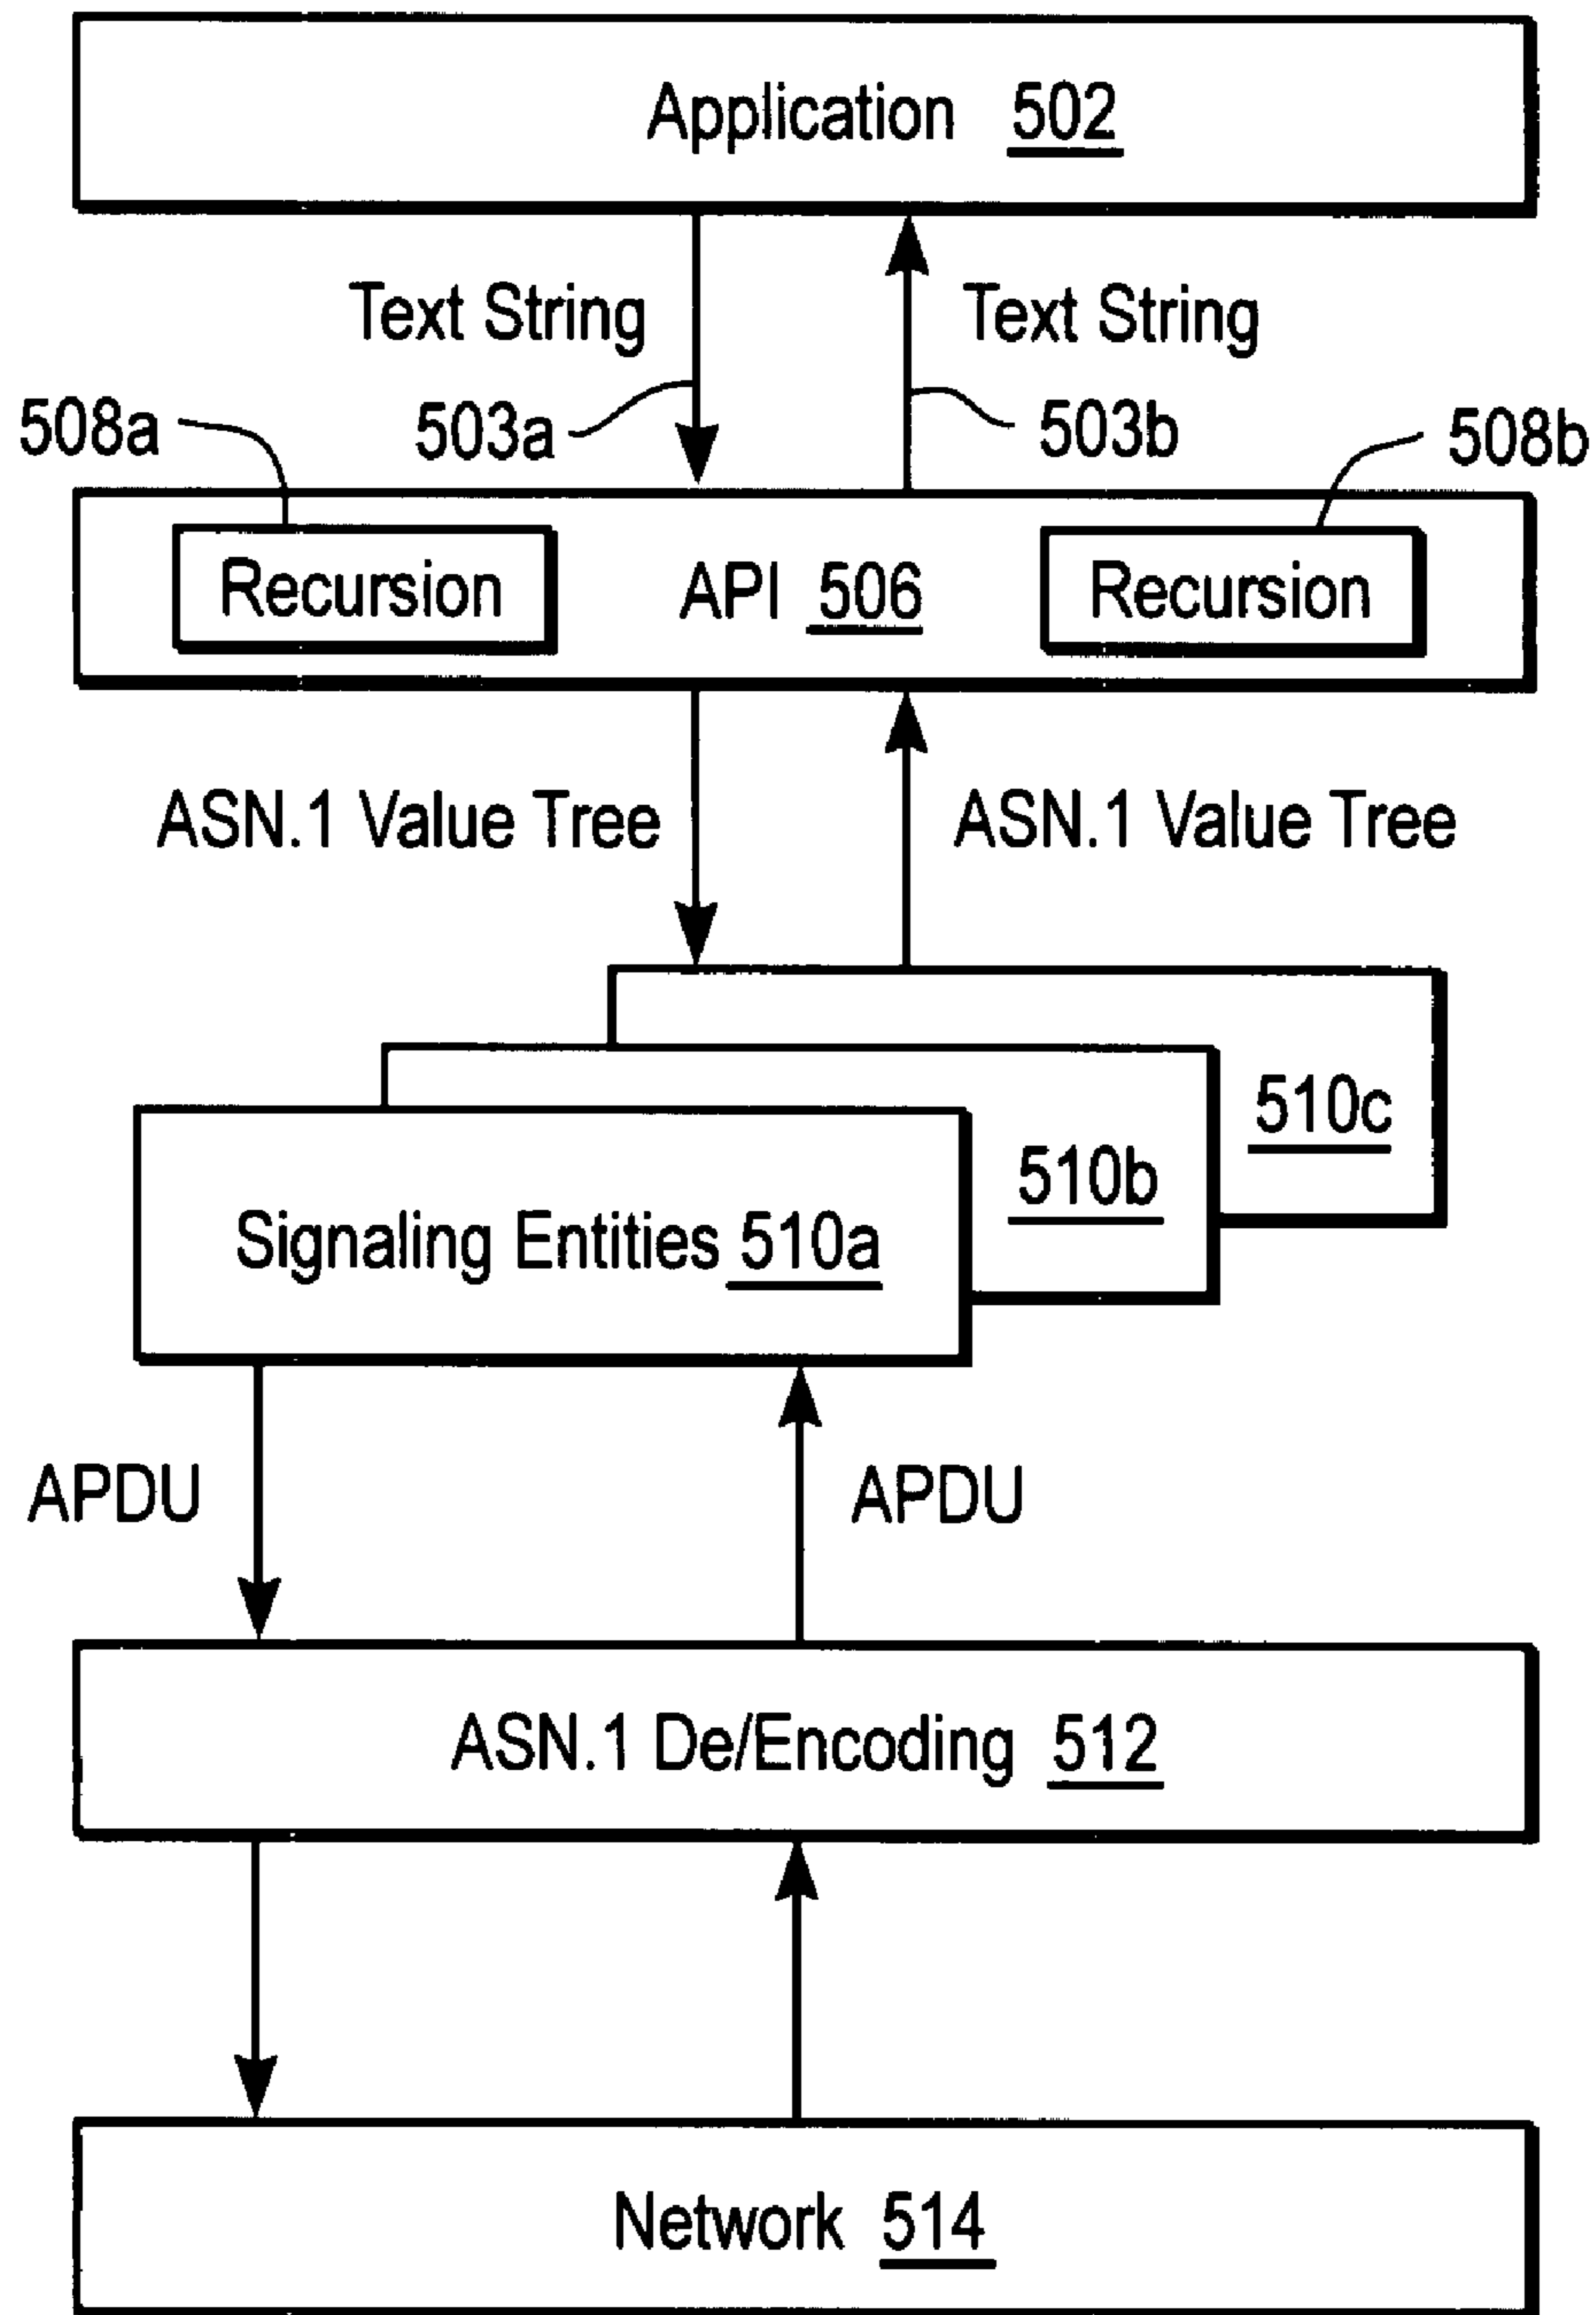 Application 502
Text String
Text String
508a
503a
503b
508b
Recursion
API 506
Recursion
ASN.1 Value Tree
ASN.1 Value Tree
510c
510b
Signaling Entities 510a
APDU
APDU
ASN.1 De/Encoding 512
Network 514